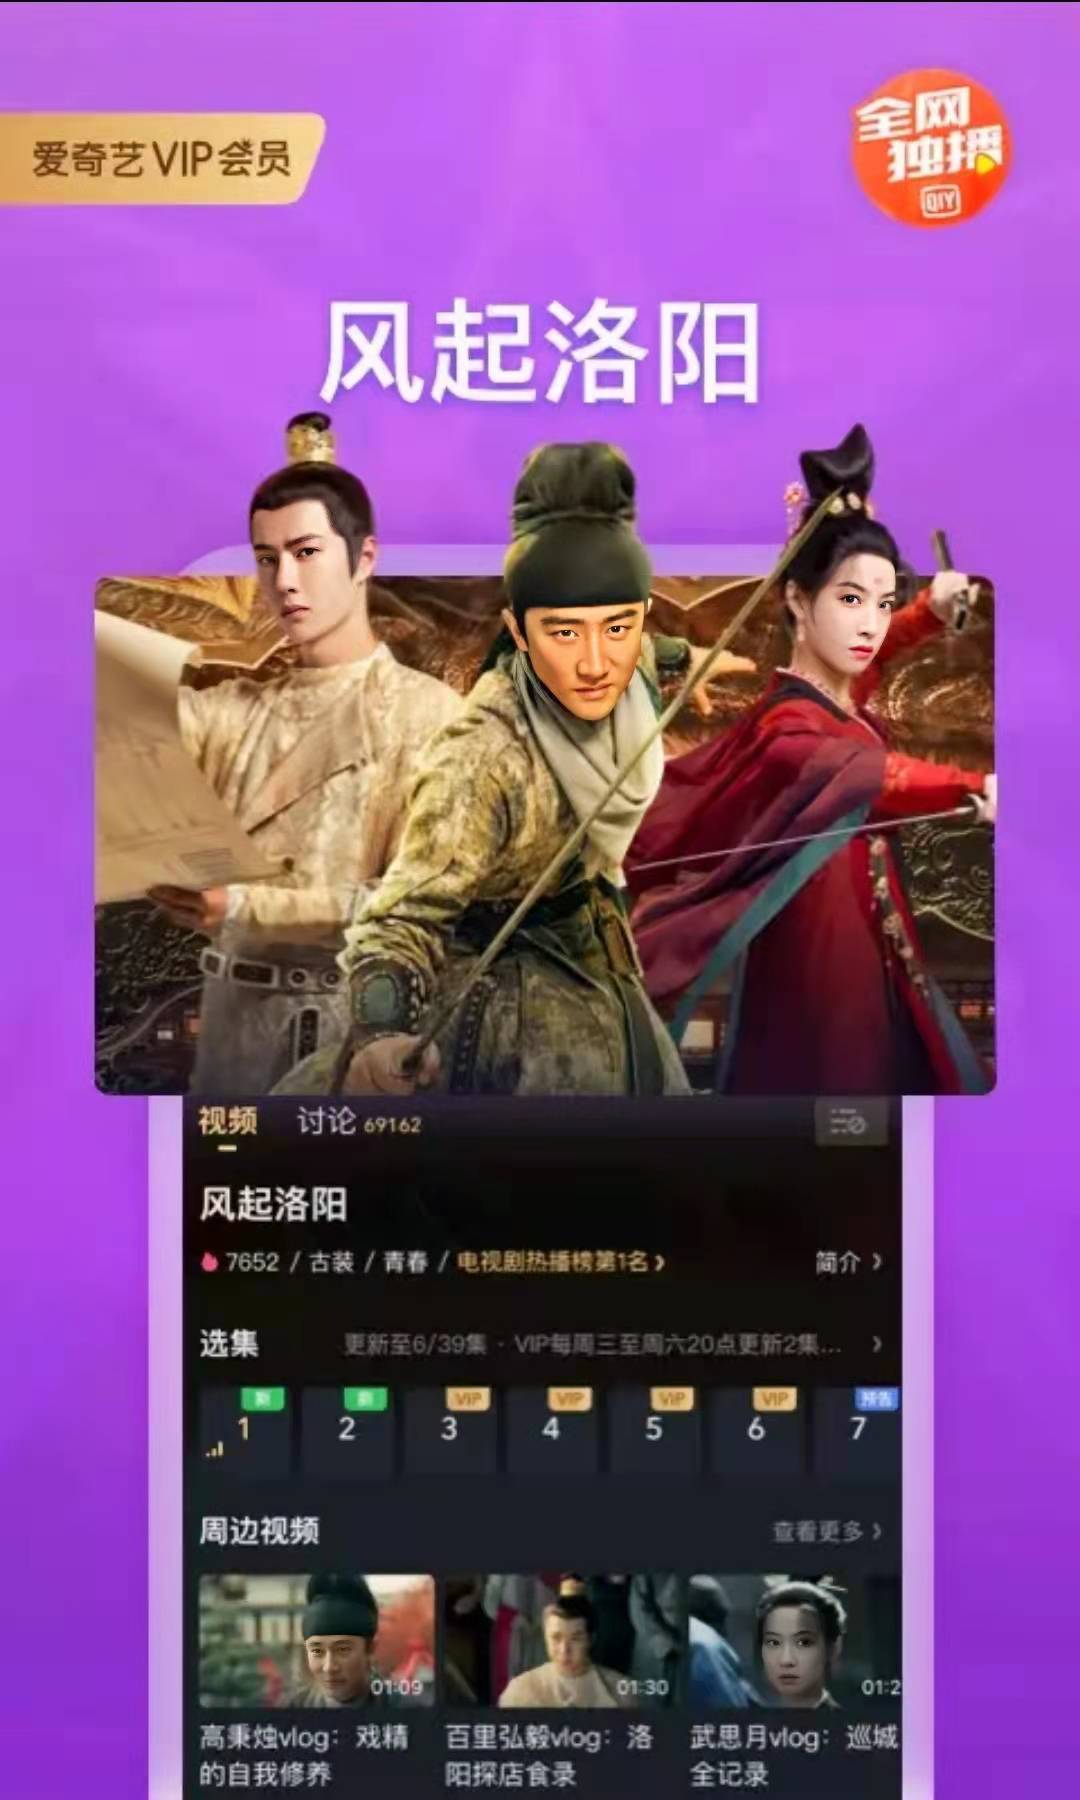 爱奇艺VIP会员
全网
独播
QIY
风起洛阳
视频 讨论 69162
风起洛阳
7652 / 古装 / 青春 / 电视剧热播榜第1名 › 简介 ›
选集 更新至6/39集 · VIP每周三至周六20点更新2集... ›
VIP VIP VIP VIP 预告
1 2 3 4 5 6 7
周边视频 查看更多 ›
01:09 01:30 01:2
高秉烛vlog：戏精
的自我修养
百里弘毅vlog：洛
阳探店食录
武思月vlog：巡城
全记录